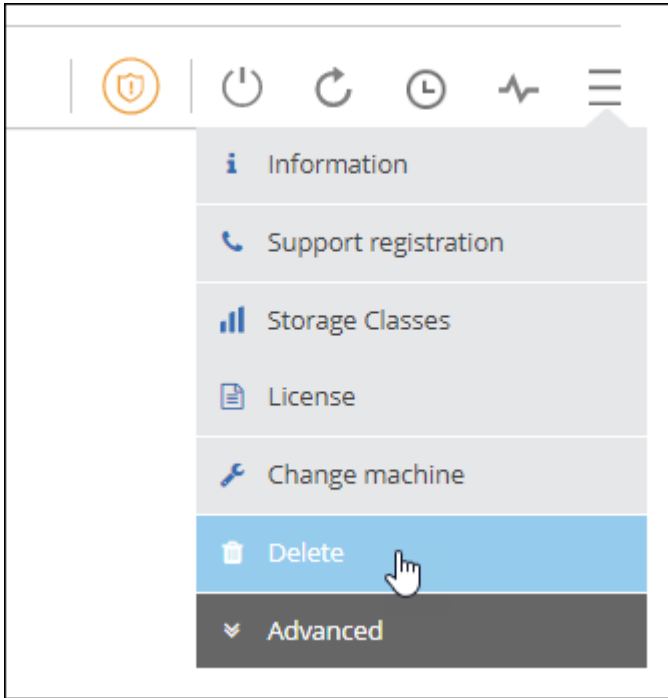 Information
Support registration
Storage Classes
License
Change machine
Delete
Advanced